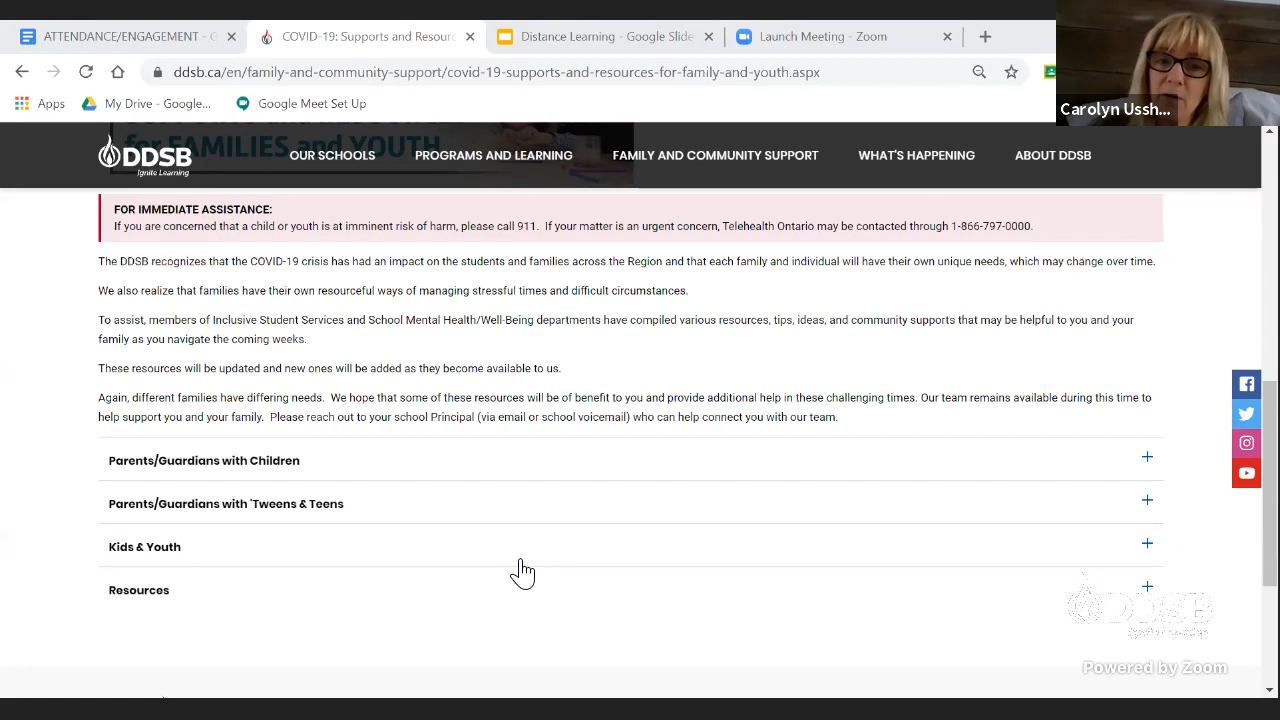 ATTENDANCE/ENGAGEMENT - G
COVID-19: Supports and Resourc
Distance Learning - Google Slide
Launch Meeting - Zoom
ddsb.ca/en/family-and-community-support/covid-19-supports-and-resources-for-family-and-youth.aspx
Apps
My Drive - Google...
Google Meet Set Up
Carolyn Ussh...
for FAMILIES and YOUTH
DDSB
Ignite Learning
OUR SCHOOLS
PROGRAMS AND LEARNING
FAMILY AND COMMUNITY SUPPORT
WHAT'S HAPPENING
ABOUT DDSB
FOR IMMEDIATE ASSISTANCE:
If you are concerned that a child or youth is at imminent risk of harm, please call 911. If your matter is an urgent concern, Telehealth Ontario may be contacted through 1-866-797-0000.
The DDSB recognizes that the COVID-19 crisis has had an impact on the students and families across the Region and that each family and individual will have their own unique needs, which may change over time.
We also realize that families have their own resourceful ways of managing stressful times and difficult circumstances.
To assist, members of Inclusive Student Services and School Mental Health/Well-Being departments have compiled various resources, tips, ideas, and community supports that may be helpful to you and your
family as you navigate the coming weeks.
These resources will be updated and new ones will be added as they become available to us.
Again, different families have differing needs. We hope that some of these resources will be of benefit to you and provide additional help in these challenging times. Our team remains available during this time to
help support you and your family. Please reach out to your school Principal (via email or school voicemail) who can help connect you with our team.
Parents/Guardians with Children
Parents/Guardians with 'Tweens & Teens
Kids & Youth
Resources
DDSB
Ignite Learning
Powered by Zoom